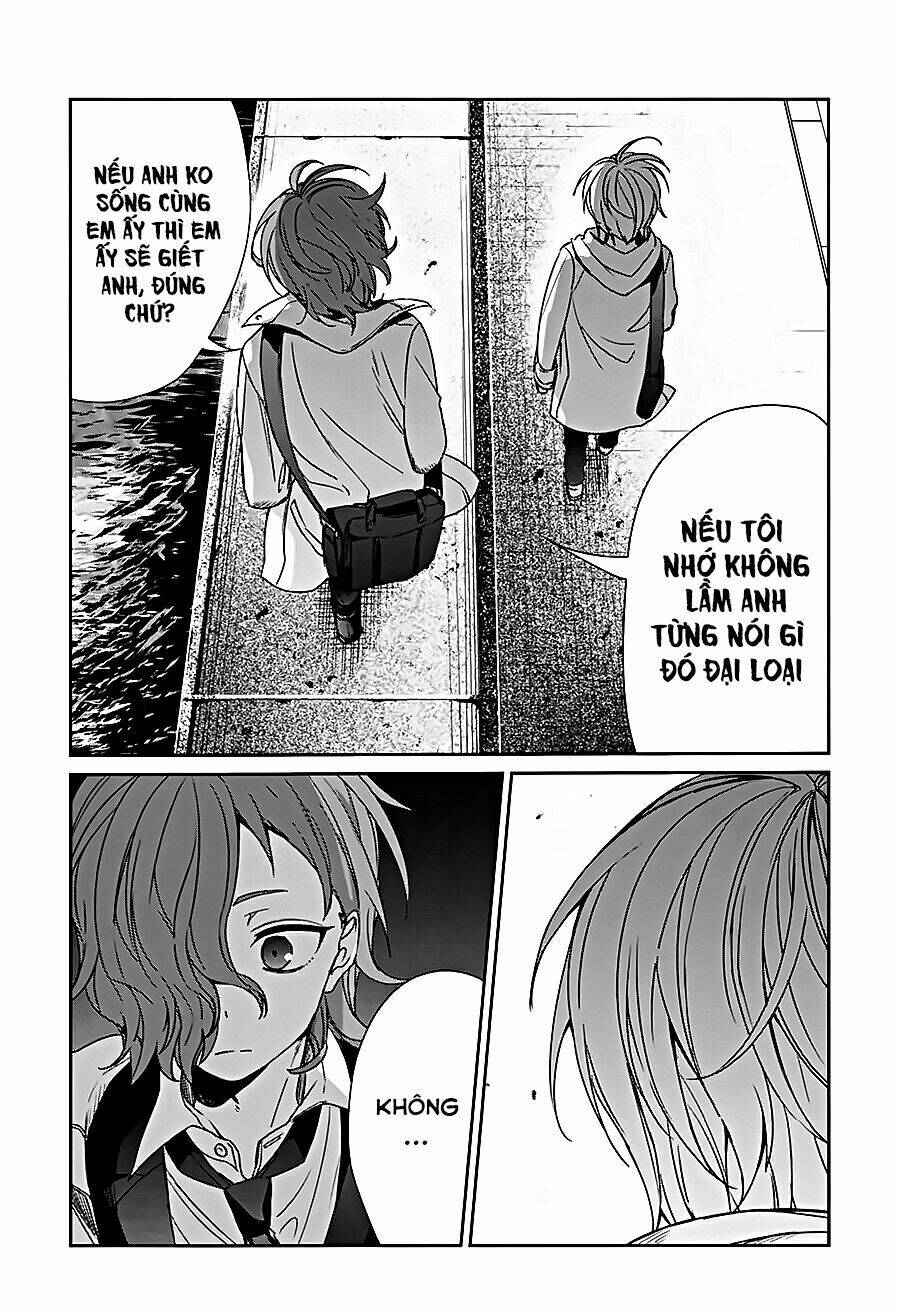 NẾU TÔI
NHỚ KHÔNG
LẦM ANH
TỪNG NÓI GÌ
ĐÓ ĐẠI LOẠI
NẾU ANH KO
SỐNG CÙNG
EM ẤY THÌ EM
ẤY SẼ GIẾT
ANH, ĐÚNG
CHỨ?
KHÔNG
...